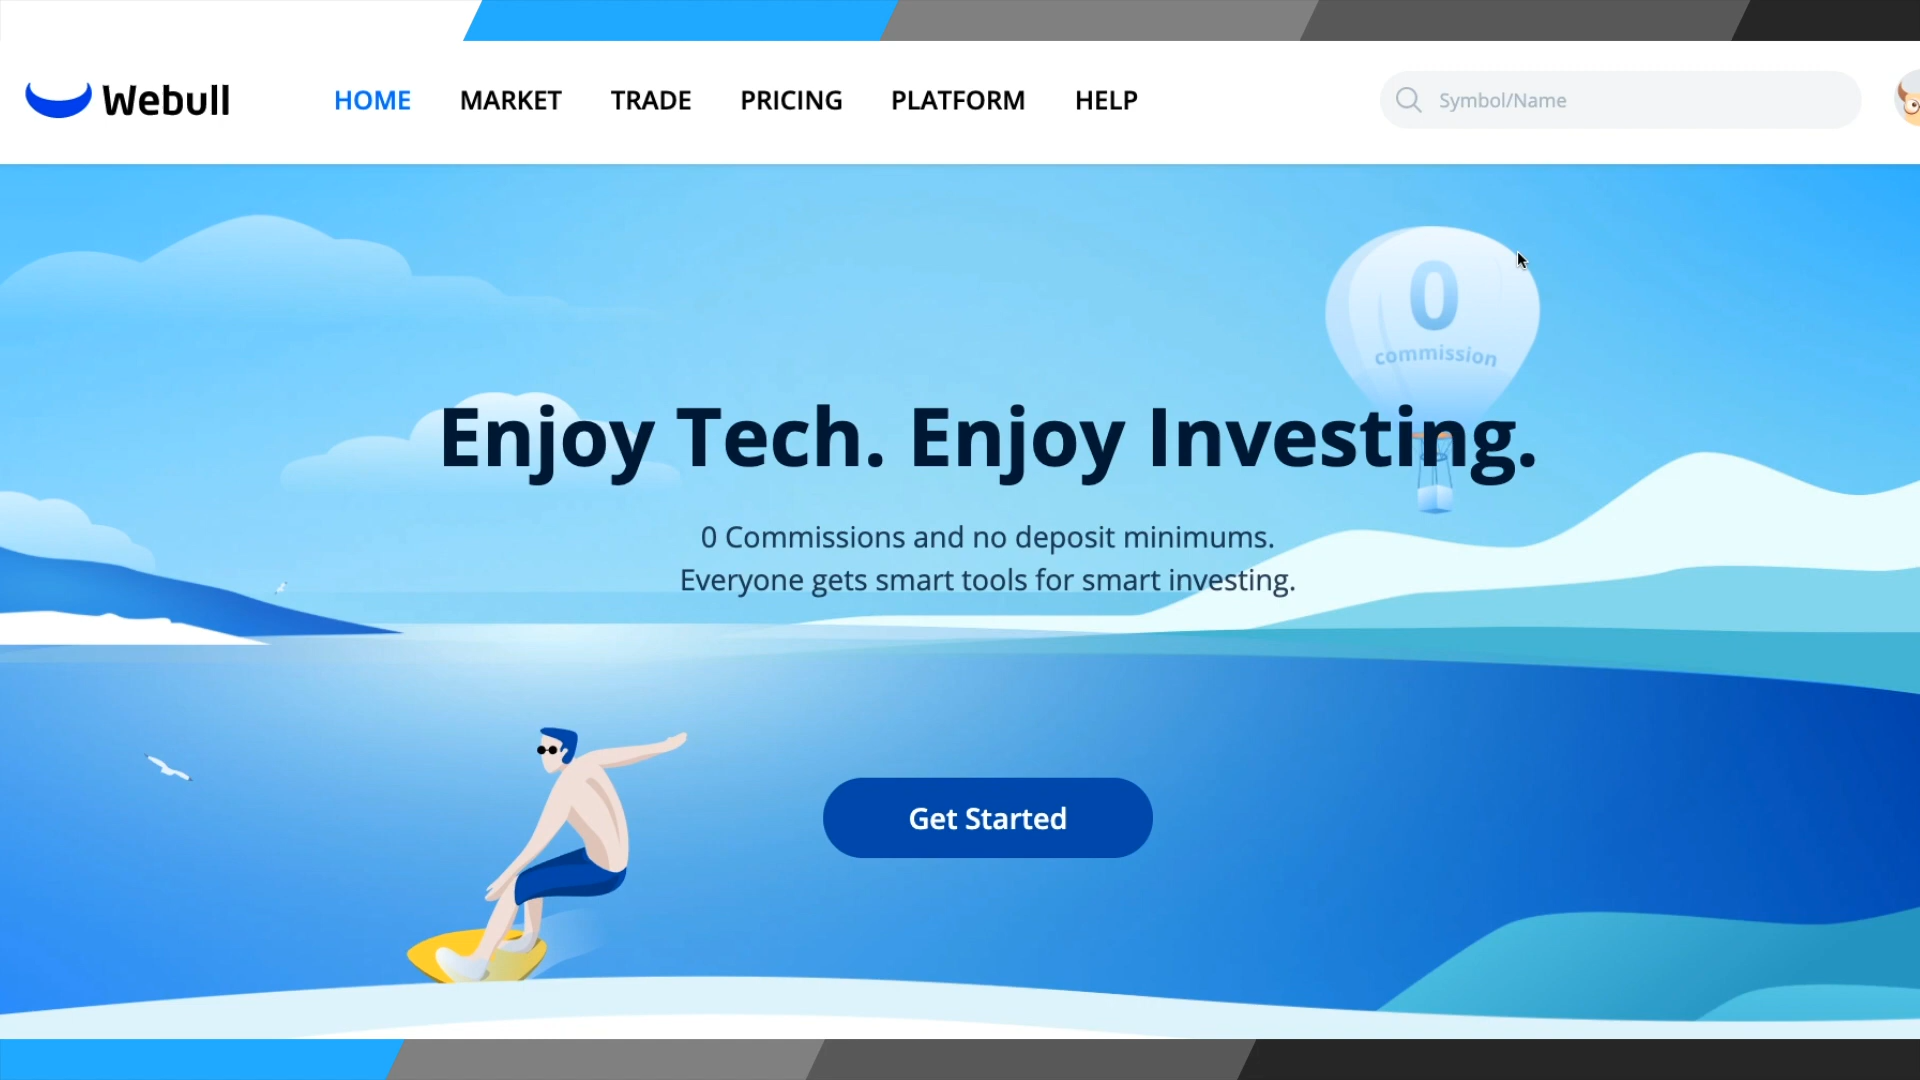 Webull
HOME MARKET TRADE PRICING PLATFORM HELP
Symbol/Name
0
commission
Enjoy Tech. Enjoy Investing.
0 Commissions and no deposit minimums.
Everyone gets smart tools for smart investing.
Get Started